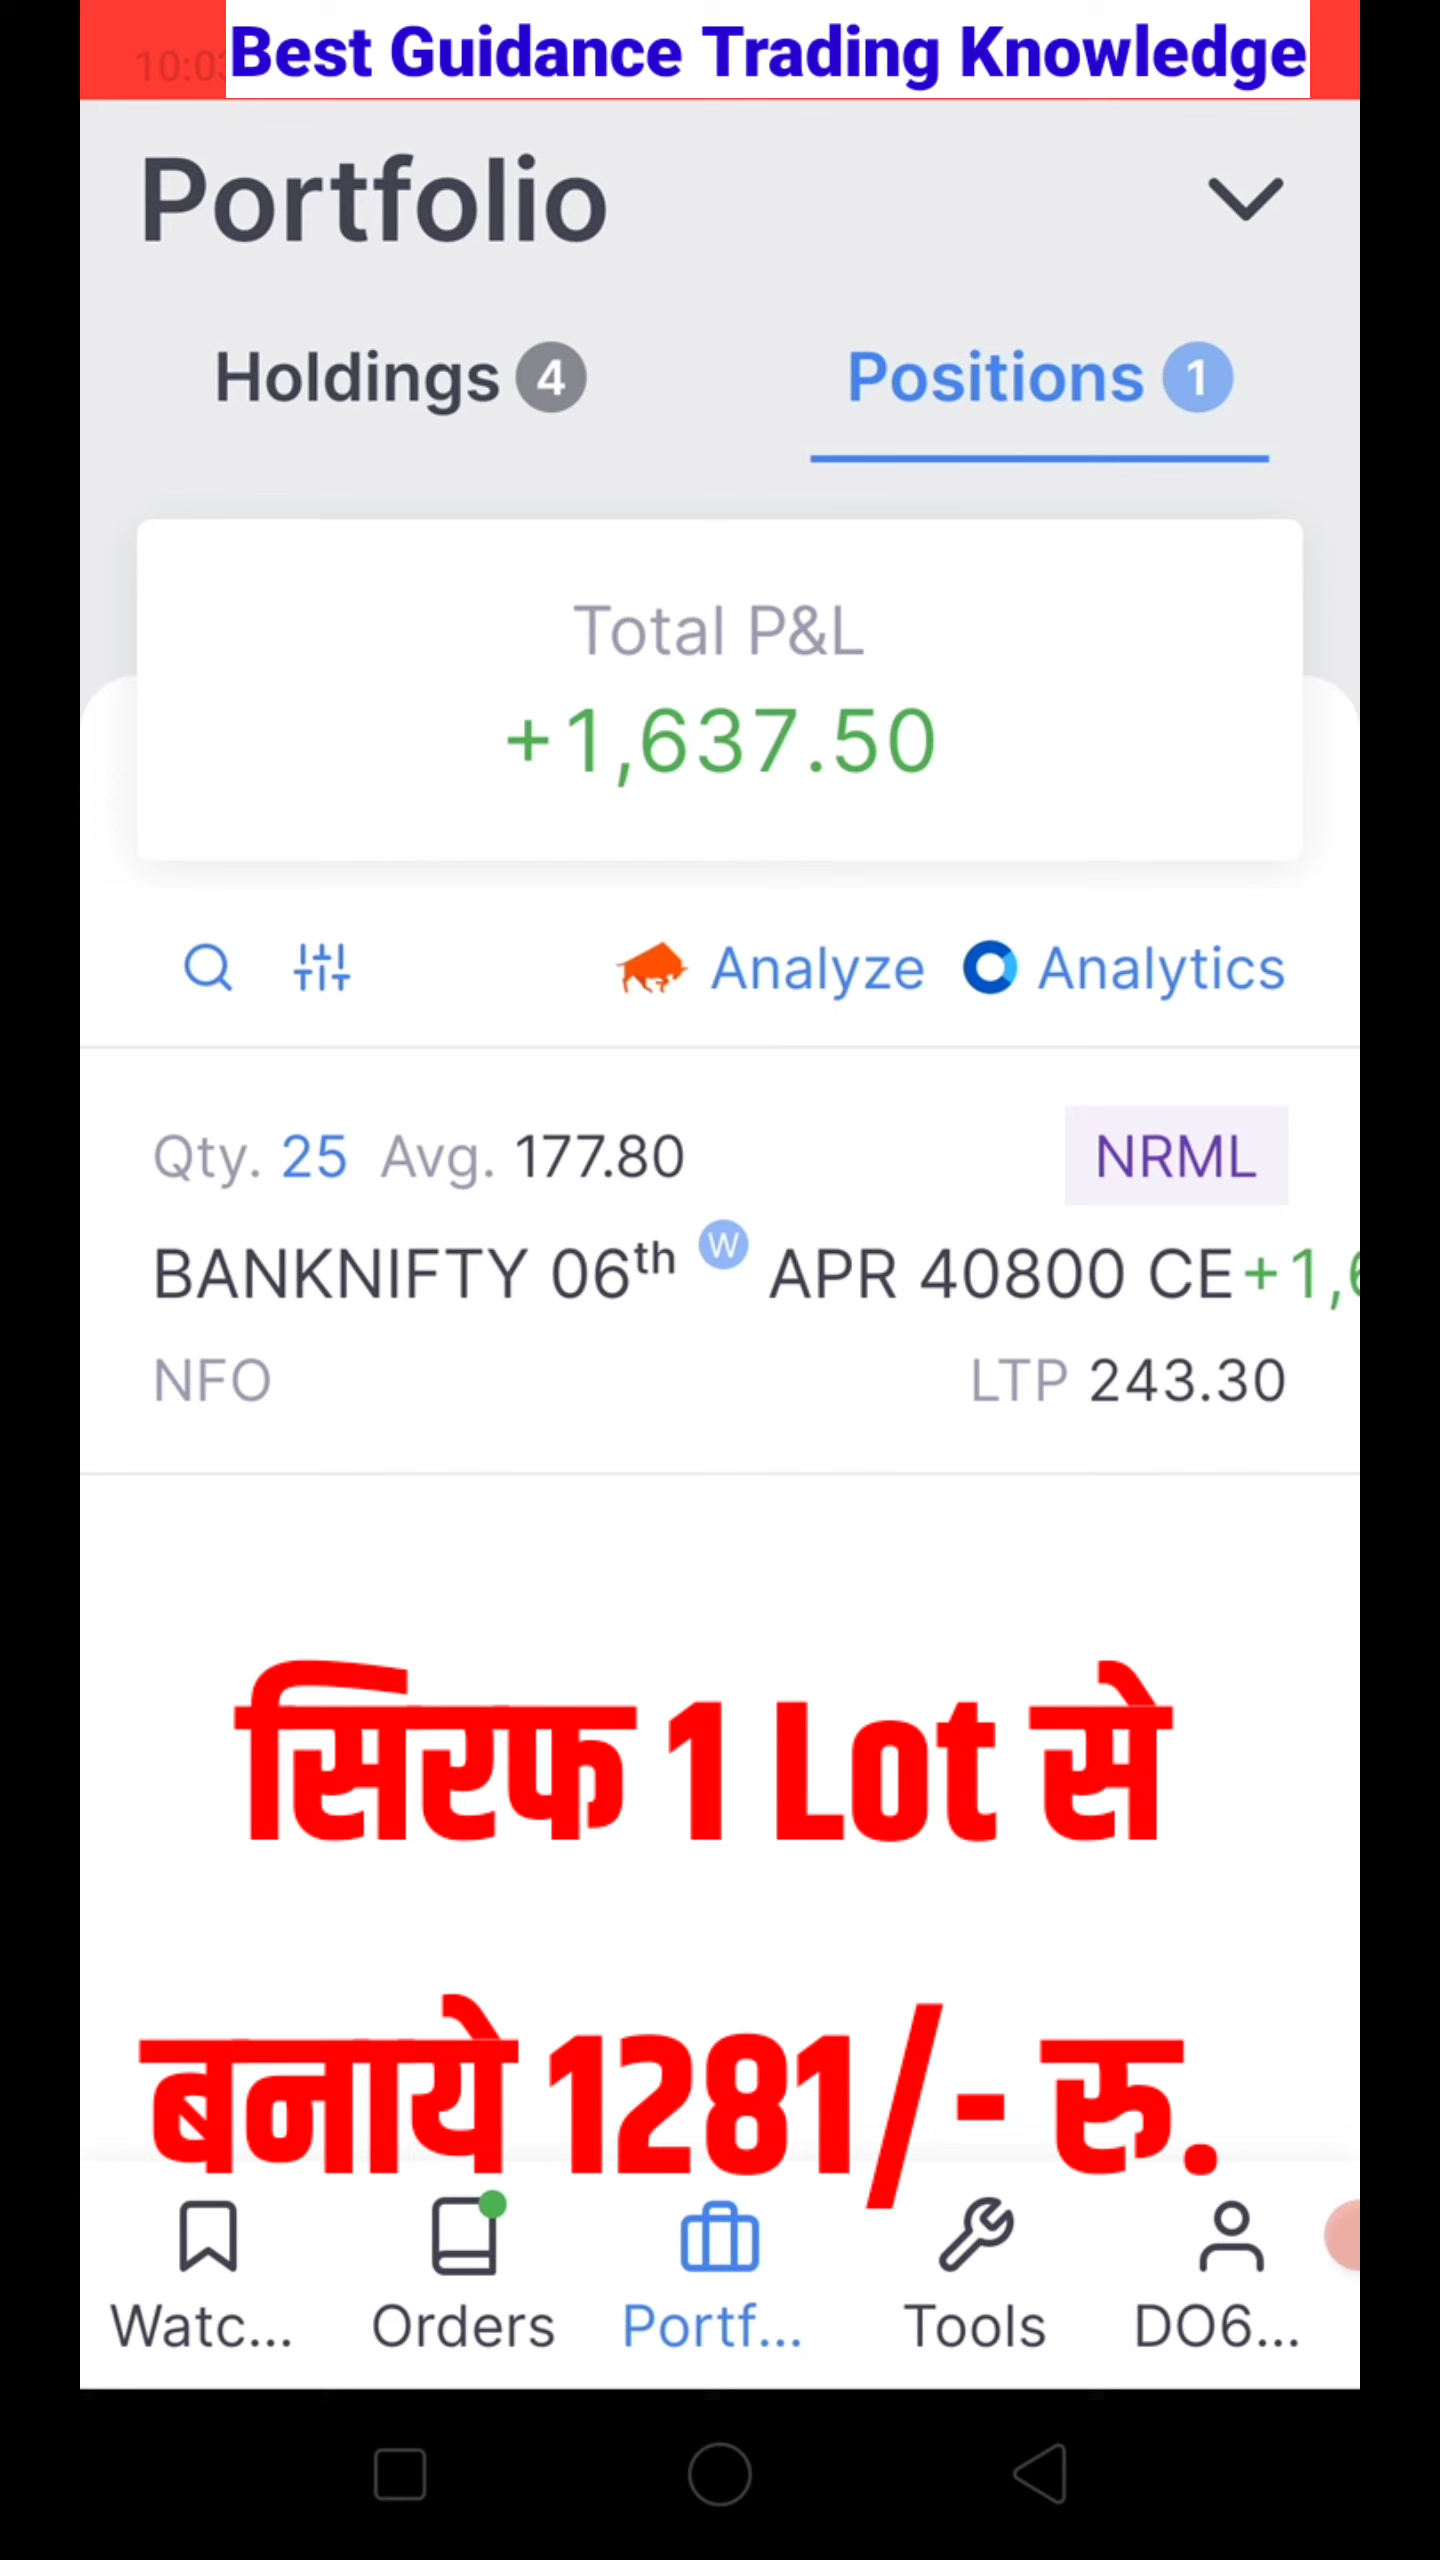 Best Guidance Trading Knowledge
Portfolio
Holdings 4 Positions 1
Total P&L
+1,637.50
Analyze Analytics
Qty. 25 Avg. 177.80 NRML
BANKNIFTY 06th W APR 40800 CE
NFO LTP 243.30
सिरफ 1 Lot से
बनाये 1281/- रु.
Watc... Orders Portf... Tools DO6...